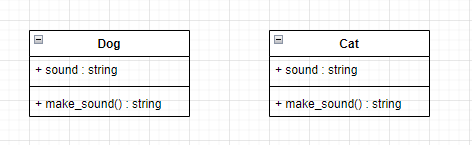 Dog
+ sound : string
+ make_sound() : string
Cat
+ sound : string
+ make_sound() : string